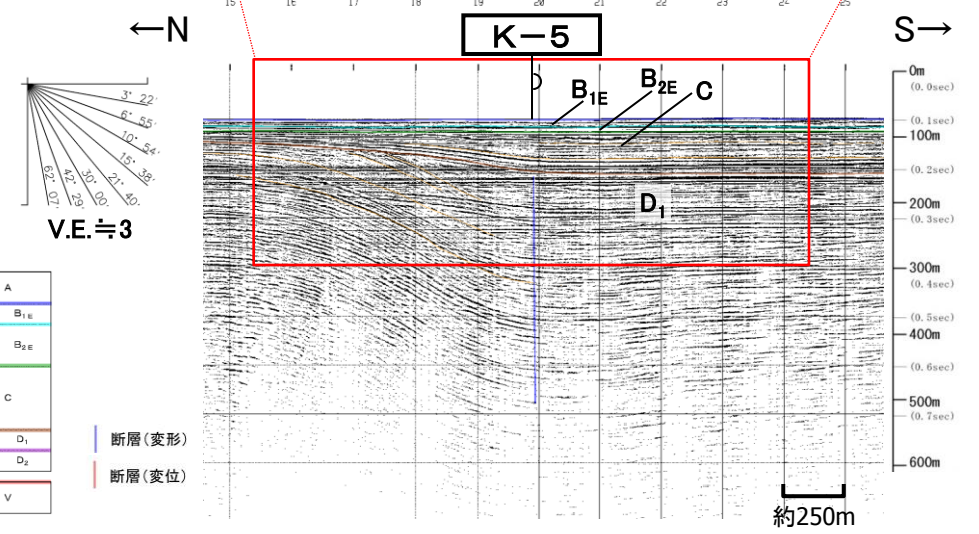 15 16 17 18 19 20 21 22 23 24 25
←N
K-5
S→
0m
(0.0sec)
B1E
B2E
C
(0.1sec)
100m
(0.2sec)
D1
200m
(0.3sec)
300m
(0.4sec)
(0.5sec)
400m
(0.6sec)
500m
(0.7sec)
600m
約250m
3° 22′
6° 55′
10° 54′
15° 38′
21° 40′
30° 00′
42° 29′
62° 07′
V.E.≒3
A
B1E
B2E
C
D1
D2
V
断層(変形)
断層(変位)